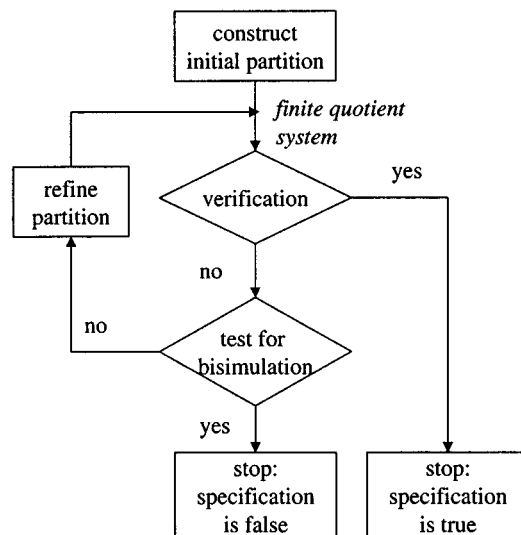 construct
initial partition
finite quotient
system
yes
refine
partition
verification
no
no
test for
bisimulation
yes
stop:
specification
is false
stop:
specification
is true